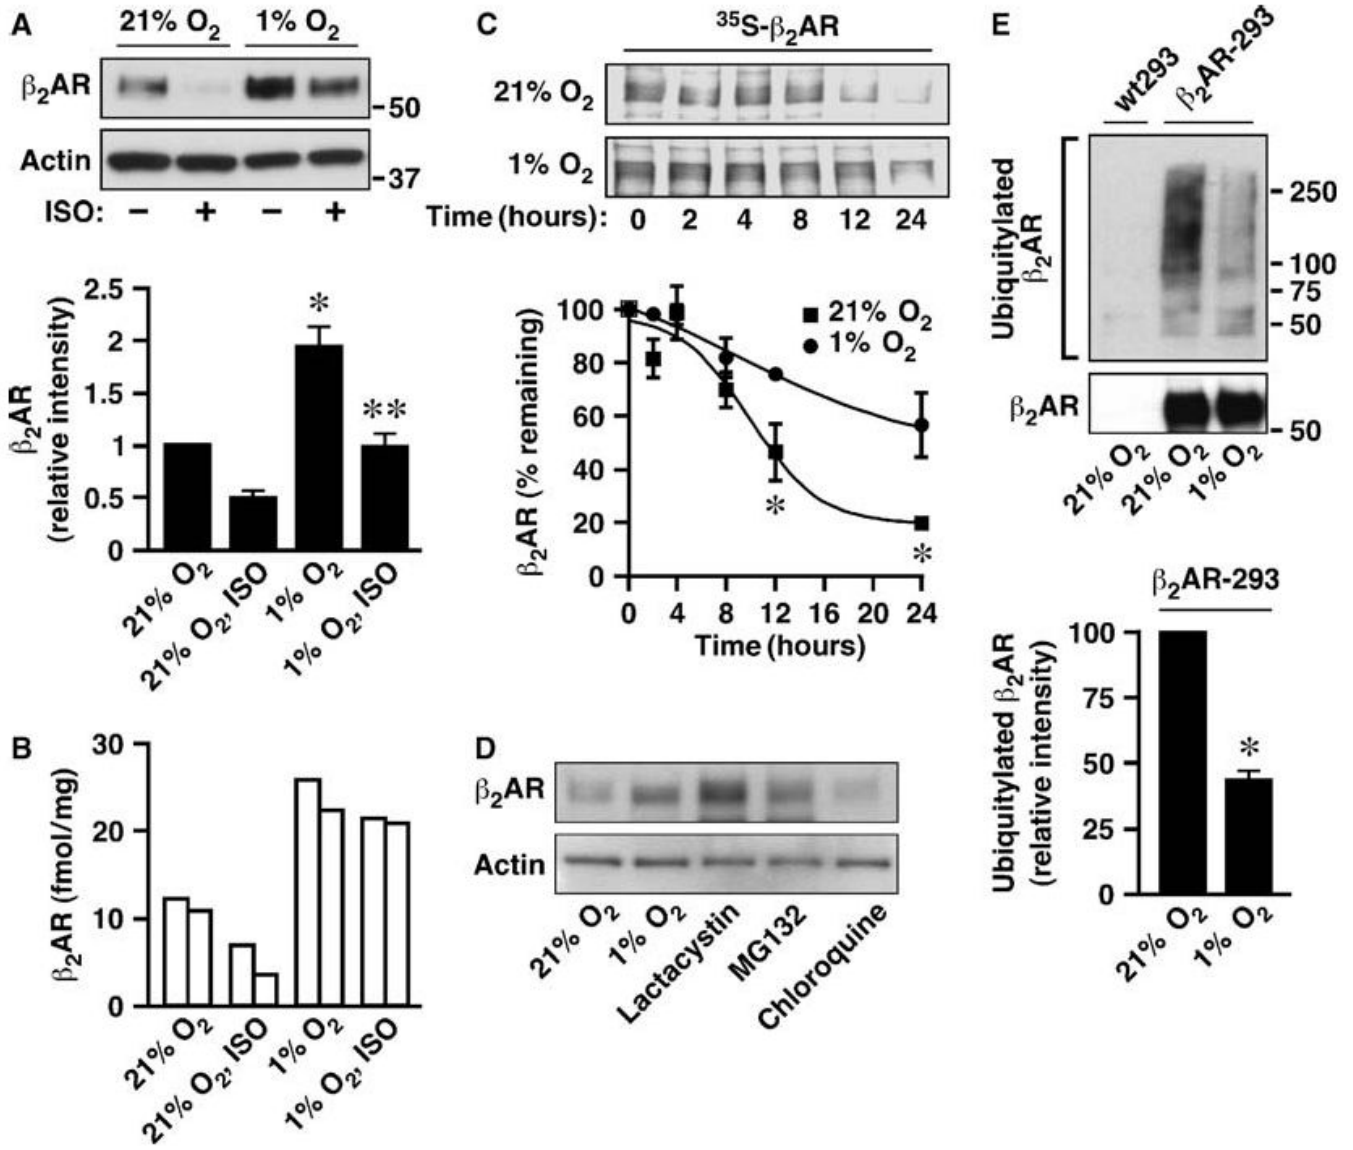 A
21% O2 1% O2
β2AR
50
Actin
37
ISO: − + − +
2.5
2
1.5
1
0.5
0
β2AR
(relative intensity)
*
**
21% O2
21% O2, ISO
1% O2
1% O2, ISO
B
30
20
10
0
β2AR (fmol/mg)
21% O2
21% O2, ISO
1% O2
1% O2, ISO
C
35S-β2AR
21% O2
1% O2
Time (hours): 0 2 4 8 12 24
100
80
60
40
20
0
β2AR (% remaining)
21% O2
1% O2
*
*
0 4 8 12 16 20 24
Time (hours)
D
β2AR
Actin
21% O2
1% O2
Lactacystin
MG132
Chloroquine
E
wt293
β2AR-293
Ubiquitylated
β2AR
250
100
75
50
β2AR
50
21% O2
21% O2
1% O2
β2AR-293
100
75
50
25
0
Ubiquitylated β2AR
(relative intensity)
*
21% O2
1% O2